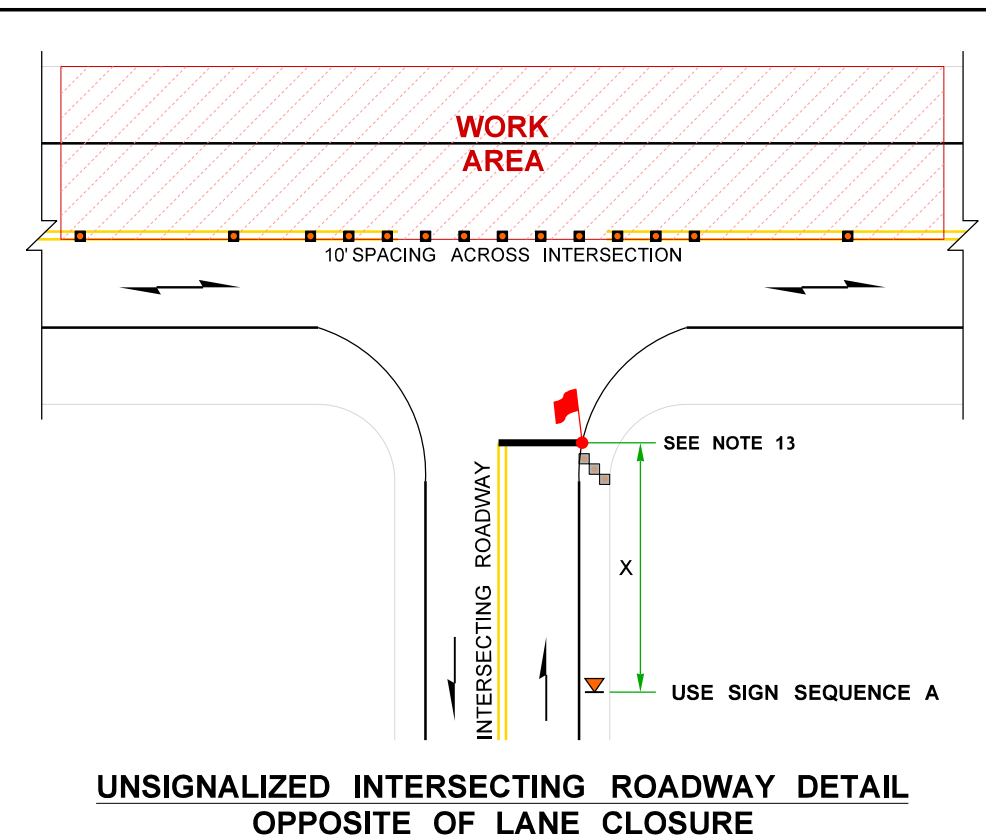 WORK
AREA
10' SPACING ACROSS INTERSECTION
SEE NOTE 13
INTERSECTING ROADWAY
X
USE SIGN SEQUENCE A
UNSIGNALIZED INTERSECTING ROADWAY DETAIL
OPPOSITE OF LANE CLOSURE